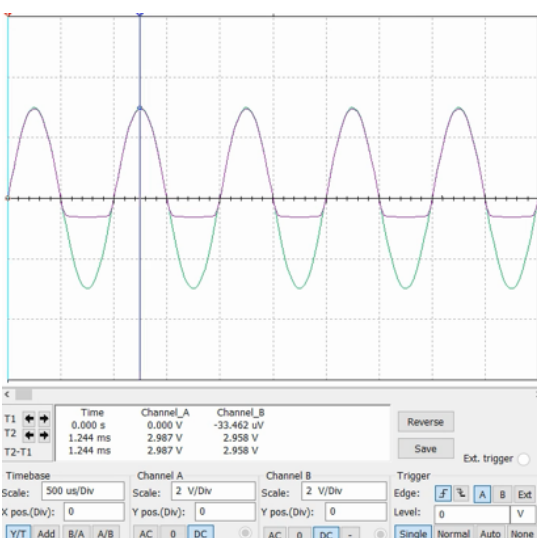 Time Channel_A Channel_B
T1 0.000 s 0.000 V -33.462 uV
T2 1.244 ms 2.987 V 2.958 V
T2-T1 1.244 ms 2.987 V 2.958 V
Reverse
Save
Ext. trigger
Timebase Channel A Channel B Trigger
Scale: 500 us/Div Scale: 2 V/Div Scale: 2 V/Div Edge: A B Ext
X pos.(Div): 0 Y pos.(Div): 0 Y pos.(Div): 0 Level: 0 V
Y/T Add B/A A/B AC 0 DC AC 0 DC - Single Normal Auto None